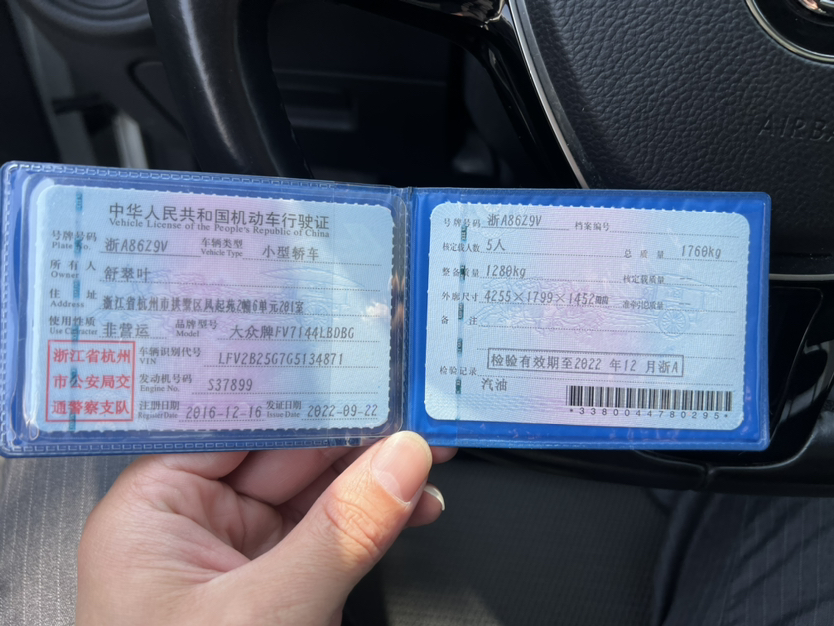 中华人民共和国机动车行驶证
Vehicle License of the People's Republic of China
号牌号码 浙A86Z9V 车辆类型 小型轿车
Plate No. Vehicle Type
所有人 舒翠叶
Owner
住址 浙江省杭州市拱墅区凤起苑2幢6单元201室
Address
使用性质 非营运 品牌型号 大众牌FV7144LBDBG
Use Character Model
浙江省杭州
市公安局交
通警察支队
车辆识别代号 LFV2B25G7G5134871
VIN
发动机号码 S37899
Engine No.
注册日期 2016-12-16 发证日期 2022-09-22
Register Date Issue Date
号牌号码 浙A86Z9V 档案编号
核定载人数 5人 总质量 1760kg
整备质量 1280kg 核定载质量
外廓尺寸 4255×1799×1452mm 准牵引总质量
备注
检验记录 检验有效期至2022年12月浙A
汽油
*3380044780295*
AIRB